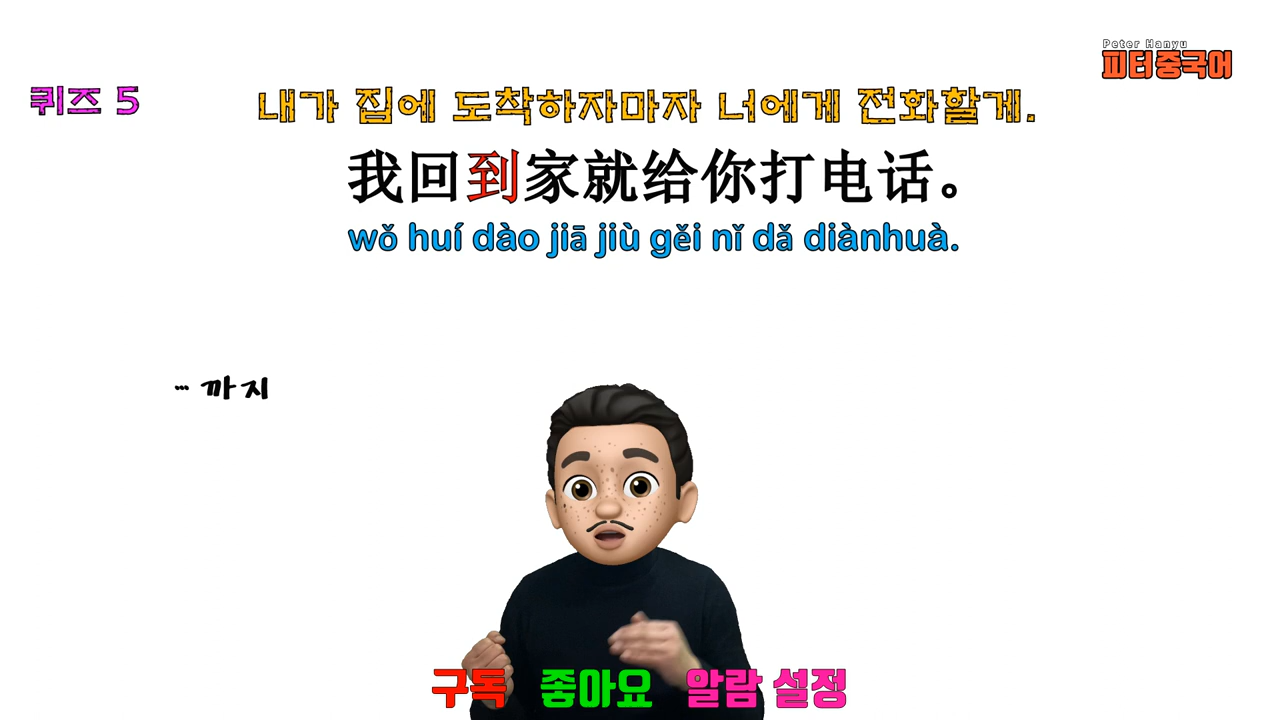 Peter Hanyu
피터 중국어
퀴즈 5
내가 집에 도착하자마자 너에게 전화할게.
我回到家就给你打电话。
wǒ huí dào jiā jiù gěi nǐ dǎ diànhuà.
... 까지
구독 좋아요 알람 설정